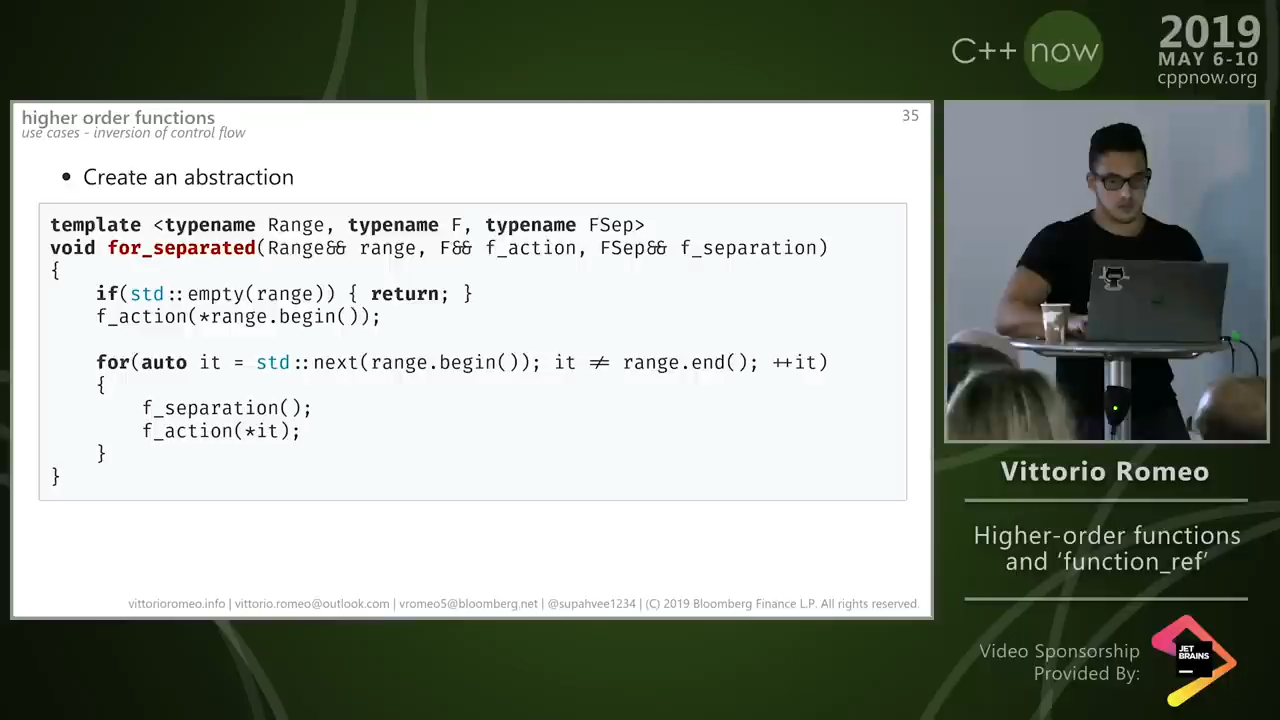 C++ now
2019
MAY 6-10
cppnow.org
higher order functions
use cases - inversion of control flow
35
• Create an abstraction
template <typename Range, typename F, typename FSep>
void for_separated(Range&& range, F&& f_action, FSep&& f_separation)
{
    if(std::empty(range)) { return; }
    f_action(*range.begin());

    for(auto it = std::next(range.begin()); it ≠ range.end(); ++it)
    {
        f_separation();
        f_action(*it);
    }
}
vittorioromeo.info | vittorio.romeo@outlook.com | vromeo5@bloomberg.net | @supahvee1234 | (C) 2019 Bloomberg Finance L.P. All rights reserved.
Vittorio Romeo
Higher-order functions
and ‘function_ref’
Video Sponsorship
Provided By:
JET
BRAINS